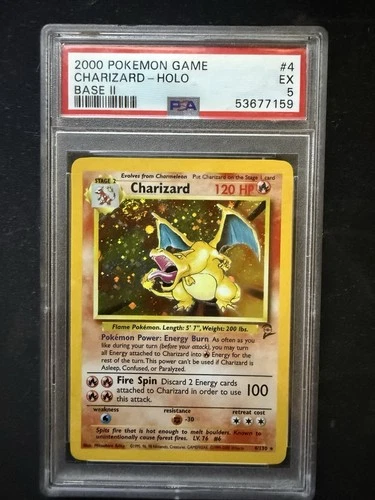 2000 POKEMON GAME #4
CHARIZARD - HOLO EX
BASE II 5
PSA 53677159
Evolves from Charmeleon Put Charizard on the Stage 1 card
STAGE 2
Charizard 120 HP
Flame Pokémon. Length: 5' 7", Weight: 200 lbs.
Pokémon Power: Energy Burn As often as you
like during your turn (before your attack), you may turn
all Energy attached to Charizard into Energy for the
rest of the turn. This power can't be used if Charizard is
Asleep, Confused, or Paralyzed.
Fire Spin Discard 2 Energy cards
attached to Charizard in order to use
this attack. 100
weakness resistance retreat cost
-30
Spits fire that is hot enough to melt boulders. Known to
unintentionally cause forest fires. LV. 76 #6
4/130